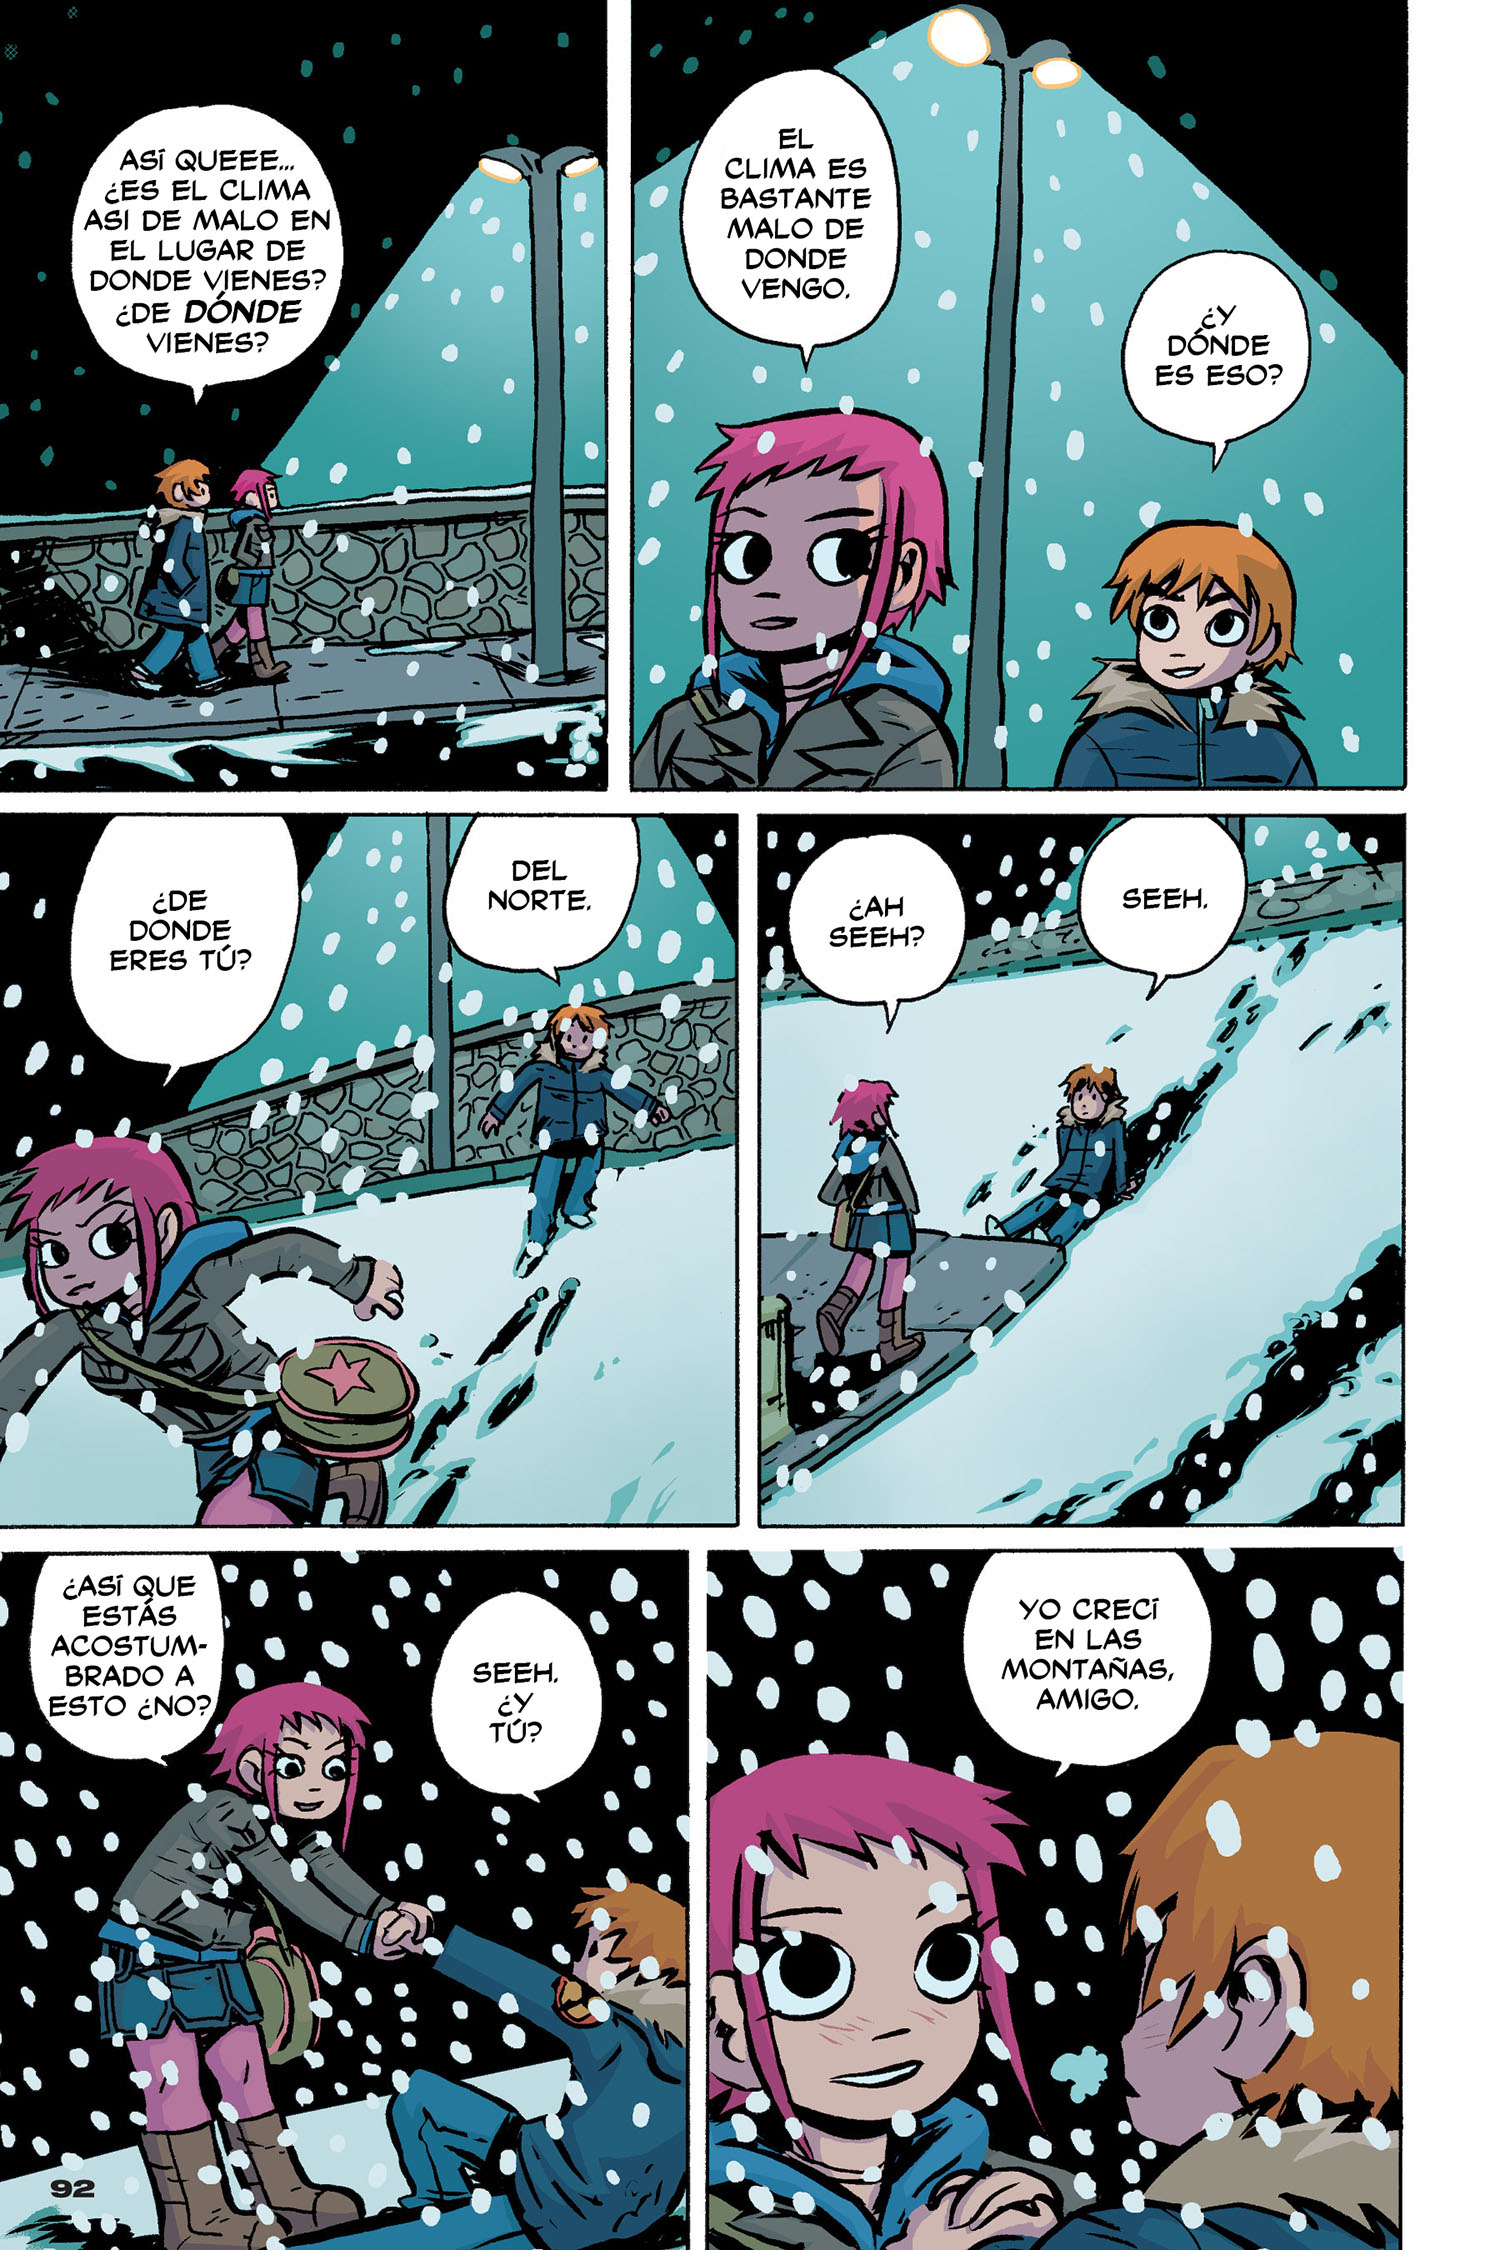 ASÍ QUEEE...
¿ES EL CLIMA
ASI DE MALO EN
EL LUGAR DE
DONDE VIENES?
¿DE DÓNDE
VIENES?
EL
CLIMA ES
BASTANTE
MALO DE
DONDE
VENGO.
¿Y
DÓNDE
ES ESO?
¿DE
DONDE
ERES TÚ?
DEL
NORTE.
¿AH
SEEH?
SEEH.
¿ASÍ QUE
ESTÁS
ACOSTUM-
BRADO A
ESTO ¿NO?
SEEH.
¿Y
TÚ?
YO CRECÍ
EN LAS
MONTAÑAS,
AMIGO.
92